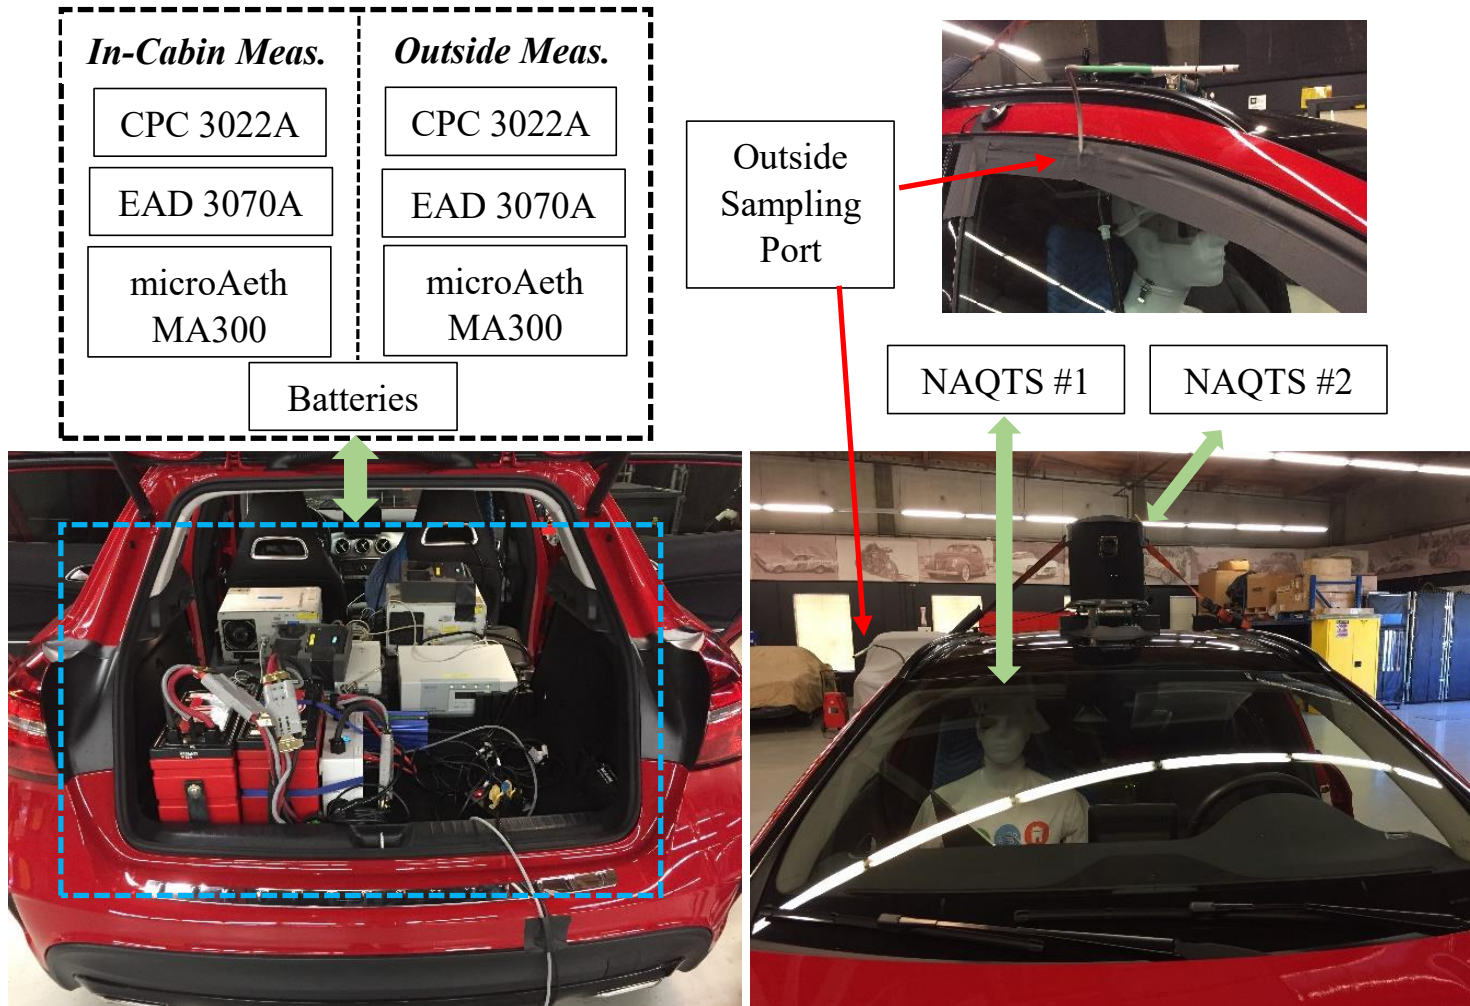 In-Cabin Meas.
Outside Meas.
CPC 3022A
CPC 3022A
EAD 3070A
EAD 3070A
microAeth
MA300
microAeth
MA300
Batteries
Outside
Sampling
Port
NAQTS #1
NAQTS #2